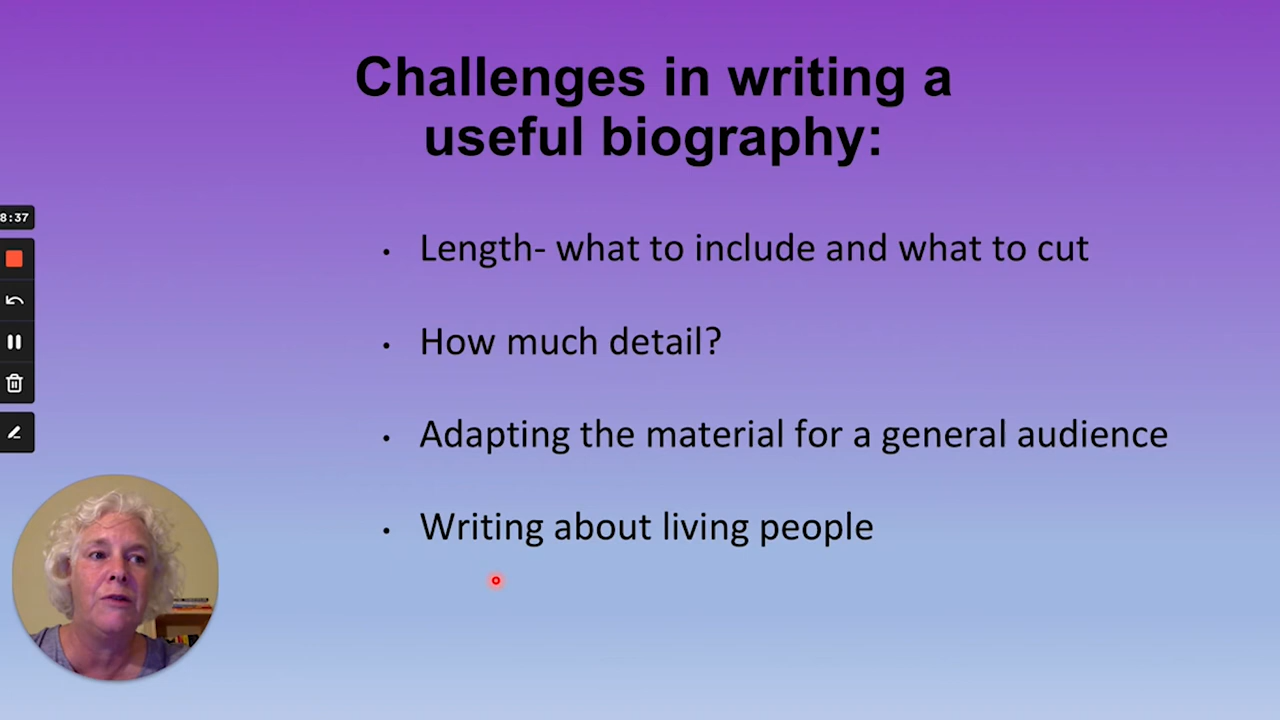 Challenges in writing a
useful biography:
8:37
• Length- what to include and what to cut
• How much detail?
• Adapting the material for a general audience
• Writing about living people